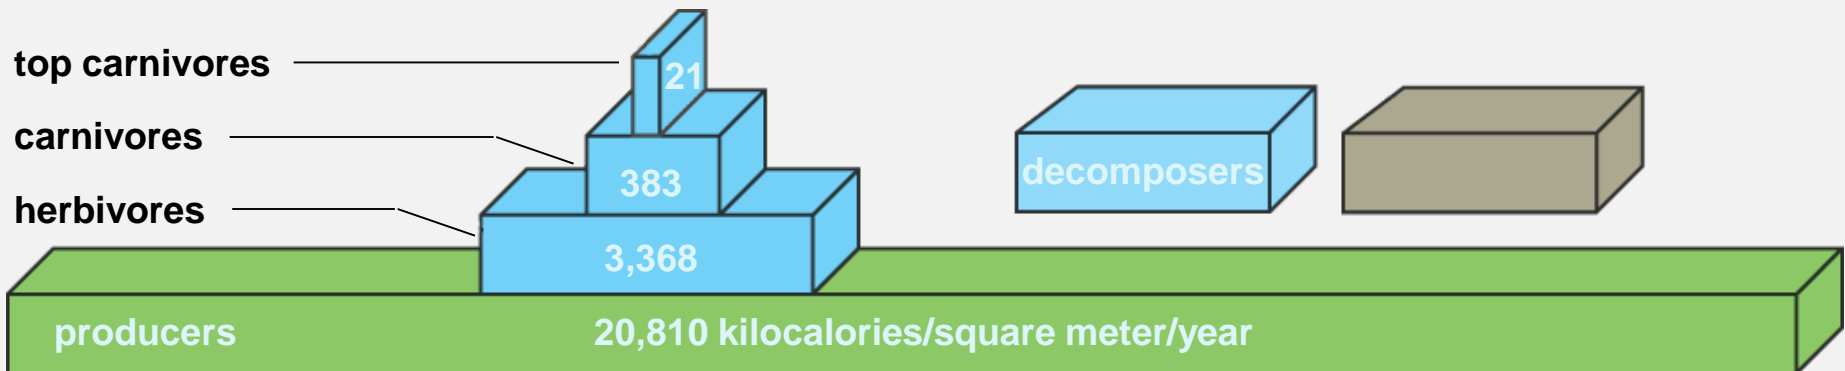 top carnivores
21
carnivores
383
decomposers
herbivores
3,368
producers
20,810 kilocalories/square meter/year